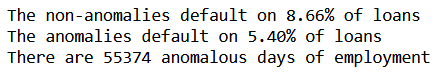 The non-anomalies default on 8.66% of loans
The anomalies default on 5.40% of loans
There are 55374 anomalous days of employment